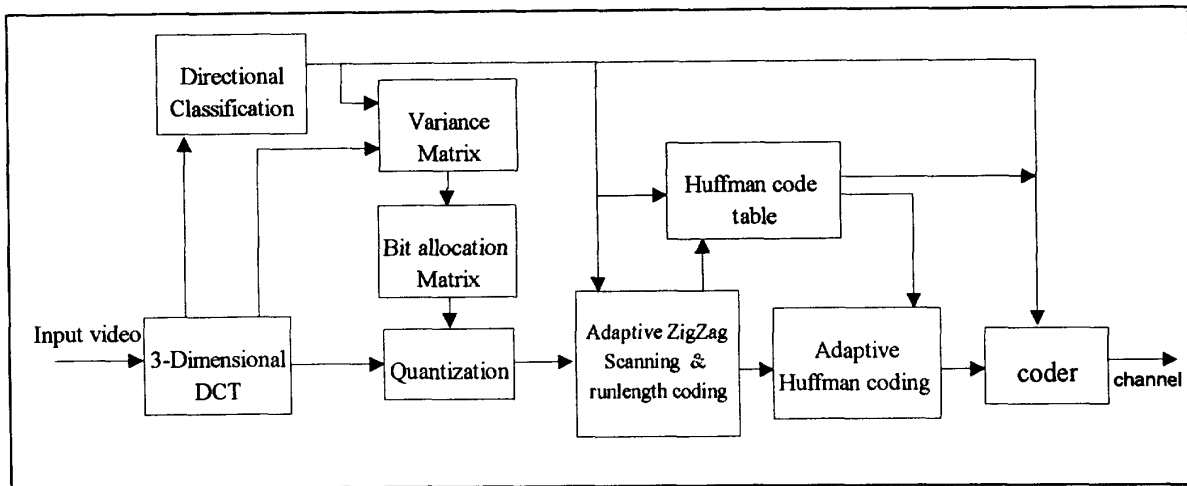 Directional
Classification
Variance
Matrix
Huffman code
table
Bit allocation
Matrix
Input video
3-Dimensional
DCT
Quantization
Adaptive ZigZag
Scanning &
runlength coding
Adaptive
Huffman coding
coder
channel